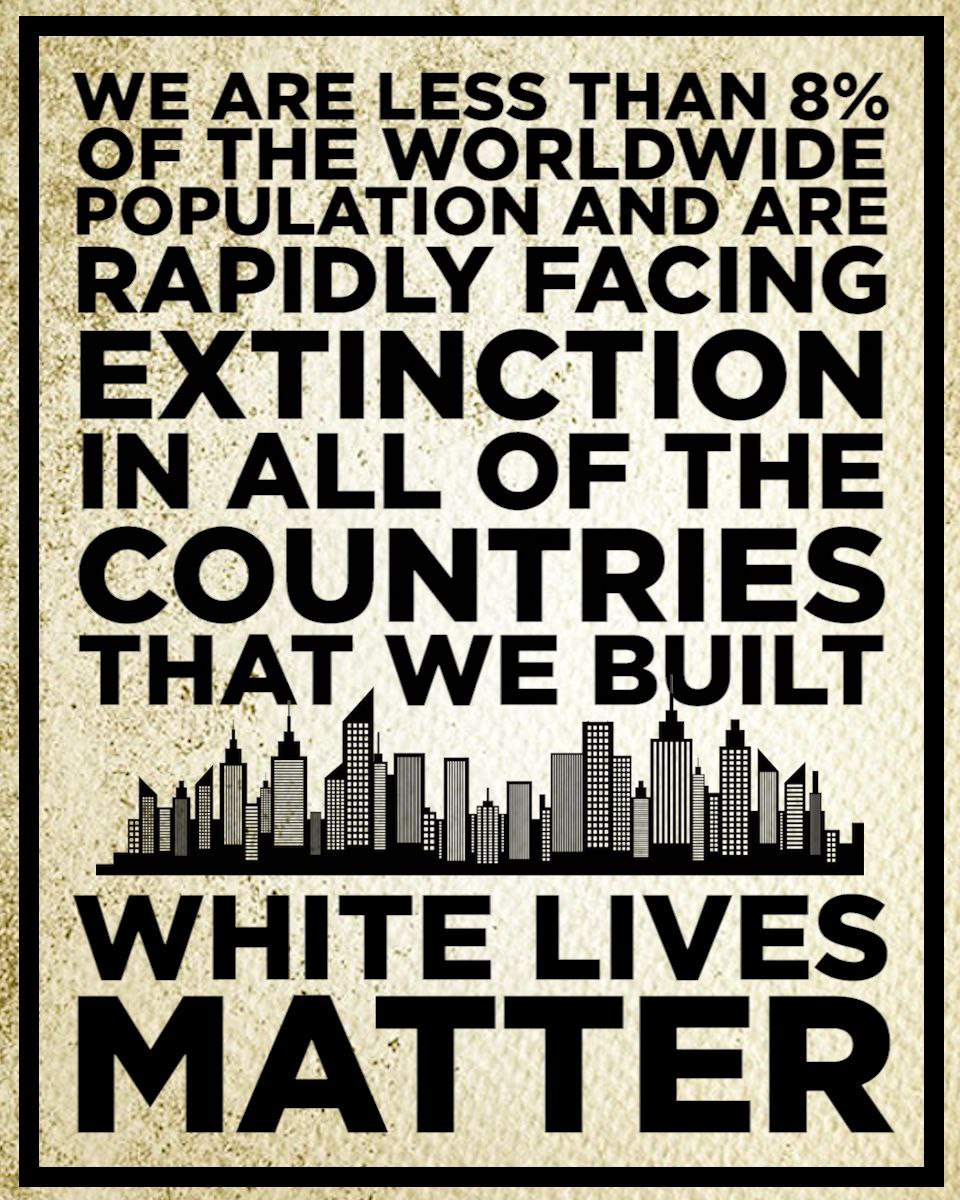 WE ARE LESS THAN 8%
OF THE WORLDWIDE
POPULATION AND ARE
RAPIDLY FACING
EXTINCTION
IN ALL OF THE
COUNTRIES
THAT WE BUILT
WHITE LIVES
MATTER